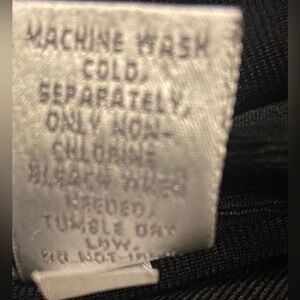 MACHINE WASH
COLD,
SEPARATELY,
ONLY NON-
CHLORINE
BLEACH WHEN
NEEDED,
TUMBLE DRY
LOW,
DO NOT